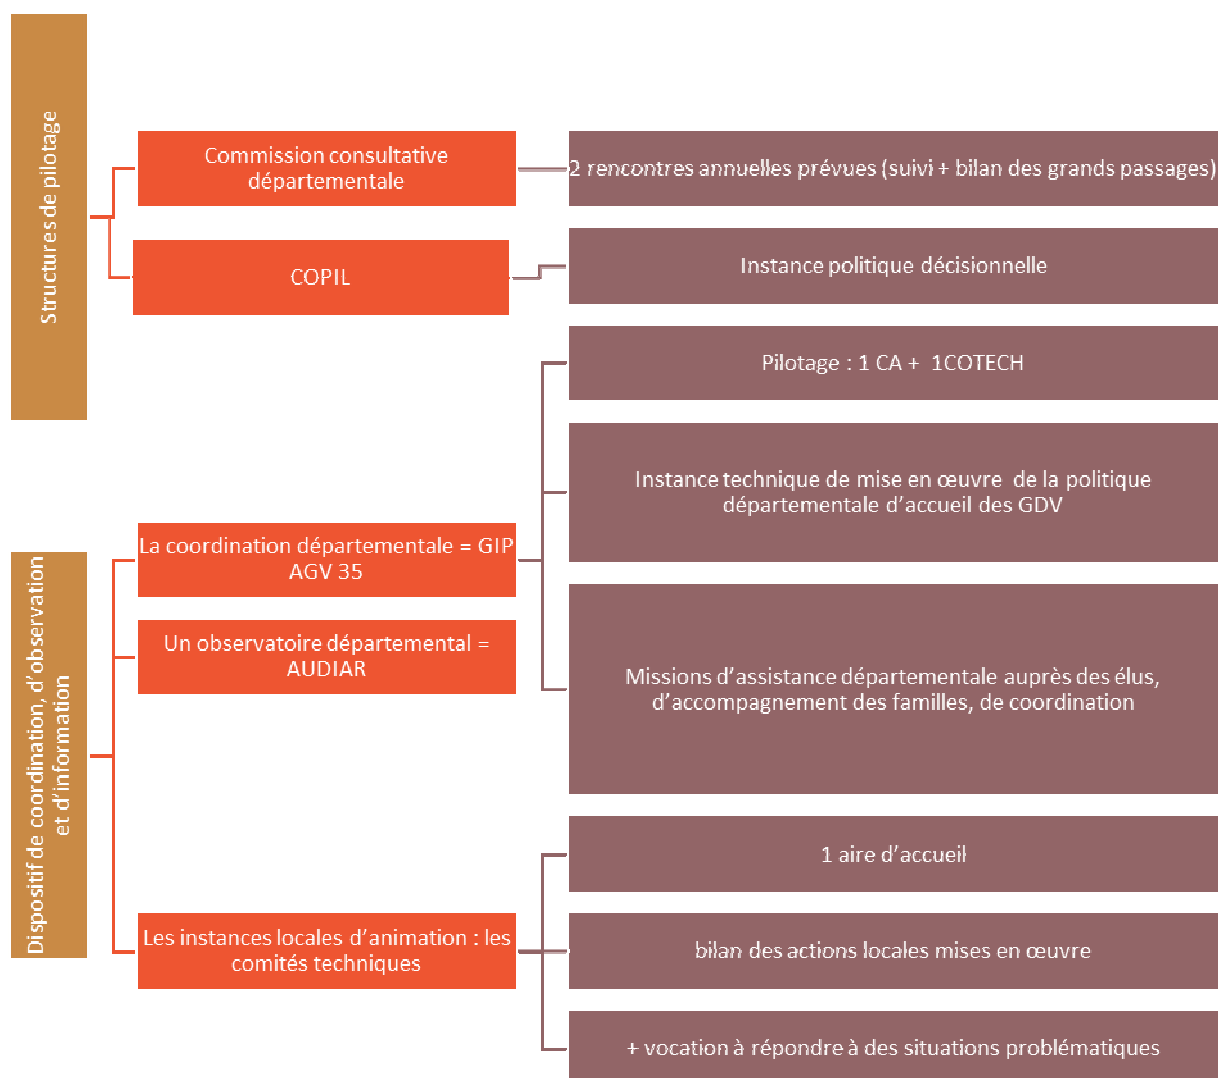 Structures de pilotage
Commission consultative
départementale
2 rencontres annuelles prévues (suivi + bilan des grands passages)
COPIL
Instance politique décisionnelle
Dispositif de coordination, d’observation
et d’information
La coordination départementale = GIP
AGV 35
Pilotage : 1 CA +  1COTECH
Instance technique de mise en œuvre  de la politique
départementale d’accueil des GDV
Missions d’assistance départementale auprès des élus,
d’accompagnement des familles, de coordination
Un observatoire départemental =
AUDIAR
Les instances locales d’animation : les
comités techniques
1 aire d’accueil
bilan des actions locales mises en œuvre
+ vocation à répondre à des situations problématiques